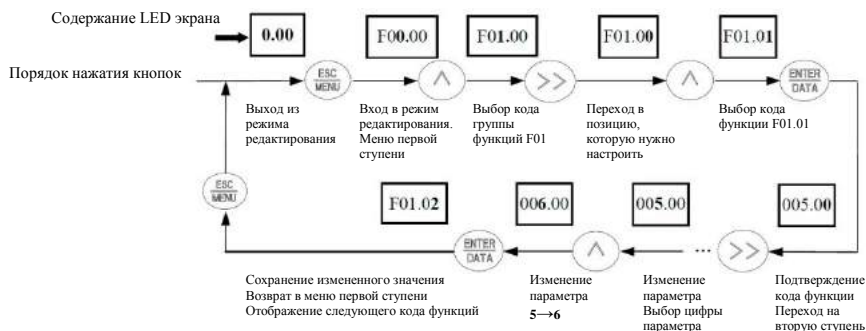 Содержание LED экрана
0.00
F00.00
F01.00
F01.00
F01.01
Порядок нажатия кнопок
ESC
MENU
>>
ENTER
DATA
Выход из
режима
редактирования
Вход в режим
редактирования.
Меню первой
ступени
Выбор кода
группы
функций F01
Переход в
позицию,
которую нужно
настроить
Выбор кода
функции F01.01
ESC
MENU
F01.02
006.00
005.00
005.00
ENTER
DATA
...
>>
Сохранение измененного значения
Возврат в меню первой ступени
Отображение следующего кода функций
Изменение
параметра
5→6
Изменение
параметра
Выбор цифры
параметра
Подтверждение
кода функции
Переход на
вторую ступень